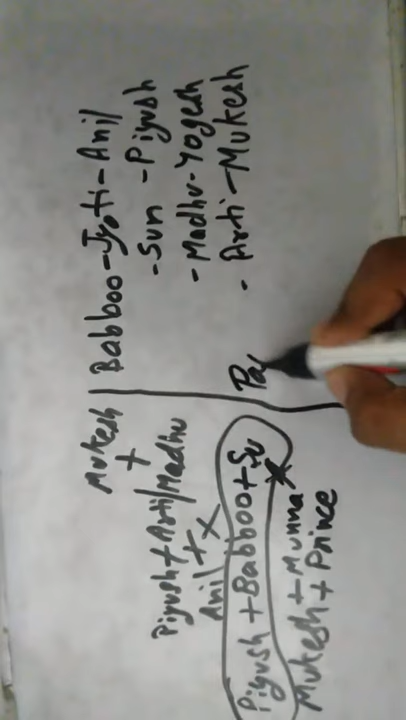 Mukesh | Babboo-Jyoti-Anil
+
-Sun -Piyush
Piyush + Arti/Madhu
-Madhu-Yogesh
Anil + X
- Arti-Mukesh
Piyush + Babboo + Su
Pa
Mukesh + Munna
+ Prince